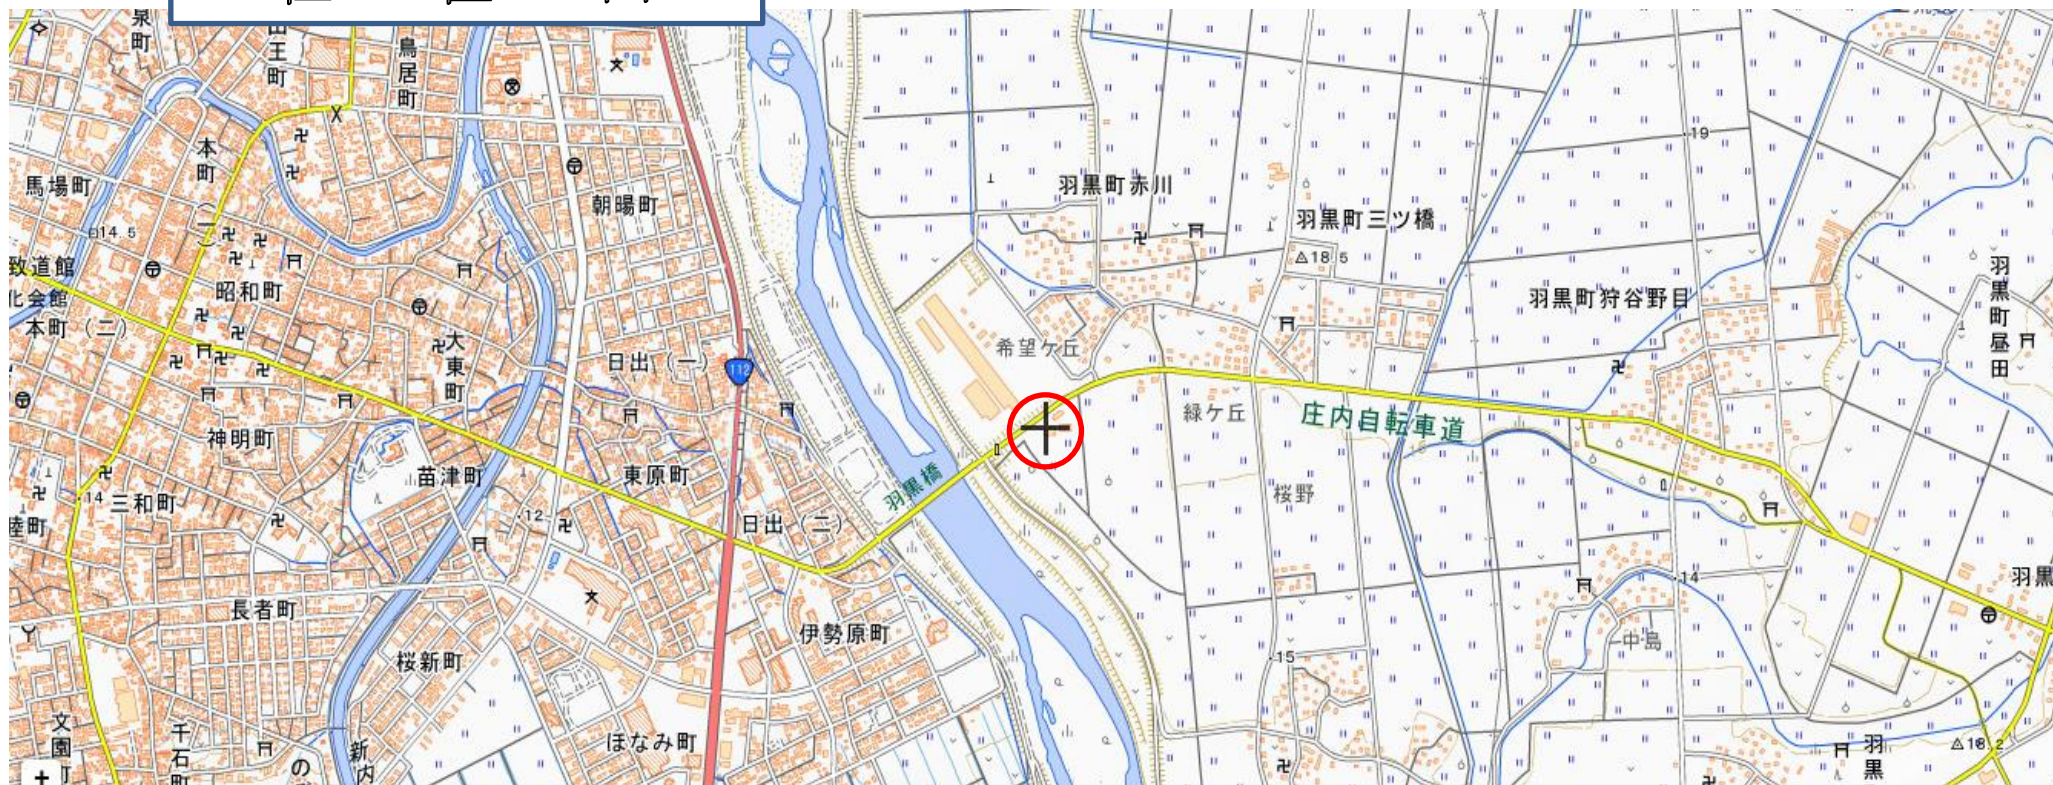 泉町
山王町
鳥居町
本町(一)
馬場町
14.5
朝暘町
致道館
化会館
昭和町
本町(二)
大東町
日出(一)
112
神明町
苗津町
東原町
日出(二)
羽黒橋
14
三和町
陸町
12
長者町
桜新町
伊勢原町
文園町
千石町
ほなみ町
19
羽黒町赤川
羽黒町三ツ橋
18.5
羽黒町狩谷野目
羽黒町昼田
希望ケ丘
緑ケ丘
庄内自転車道
桜野
14
羽黒
中島
15
羽黒
18.2
の
新内